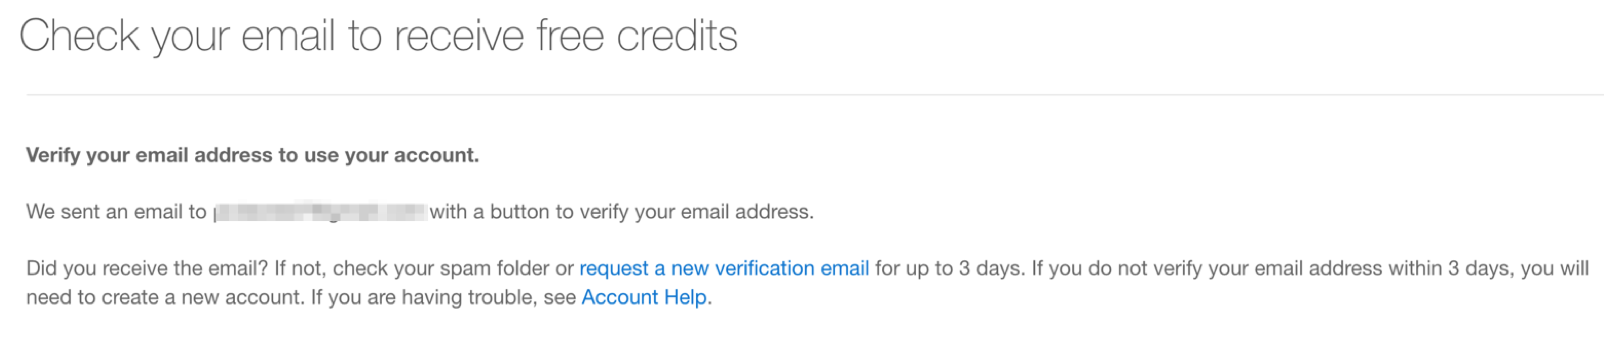 Check your email to receive free credits
Verify your email address to use your account.
We sent an email to with a button to verify your email address.
Did you receive the email? If not, check your spam folder or request a new verification email for up to 3 days. If you do not verify your email address within 3 days, you will
need to create a new account. If you are having trouble, see Account Help.